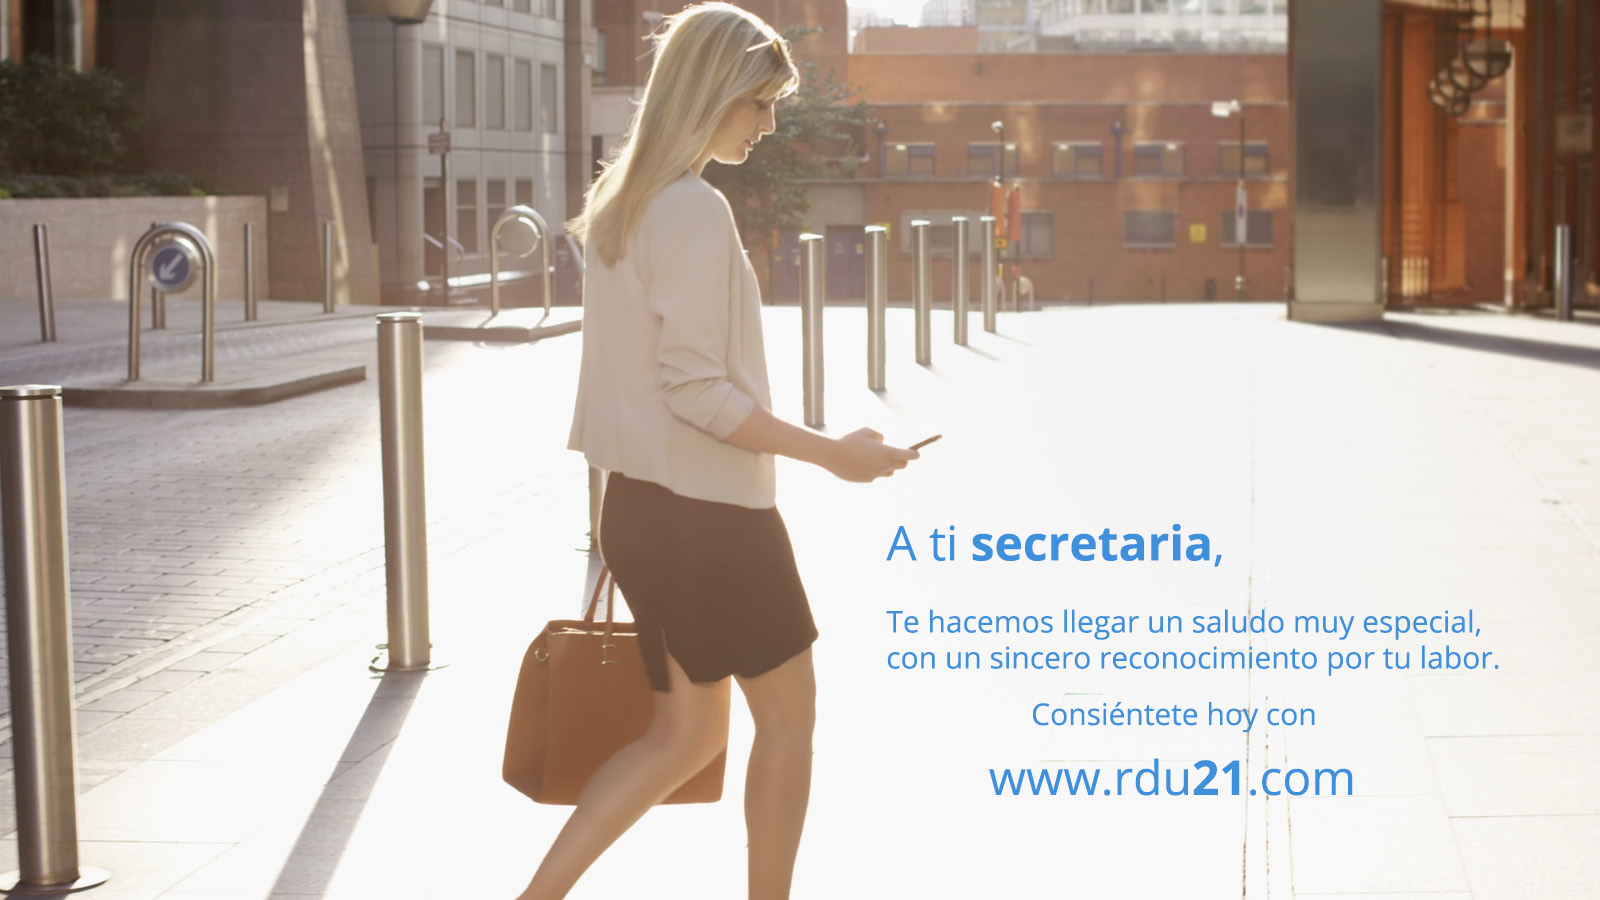 A ti secretaria,
Te hacemos llegar un saludo muy especial,
con un sincero reconocimiento por tu labor.
Consiéntete hoy con
www.rdu21.com